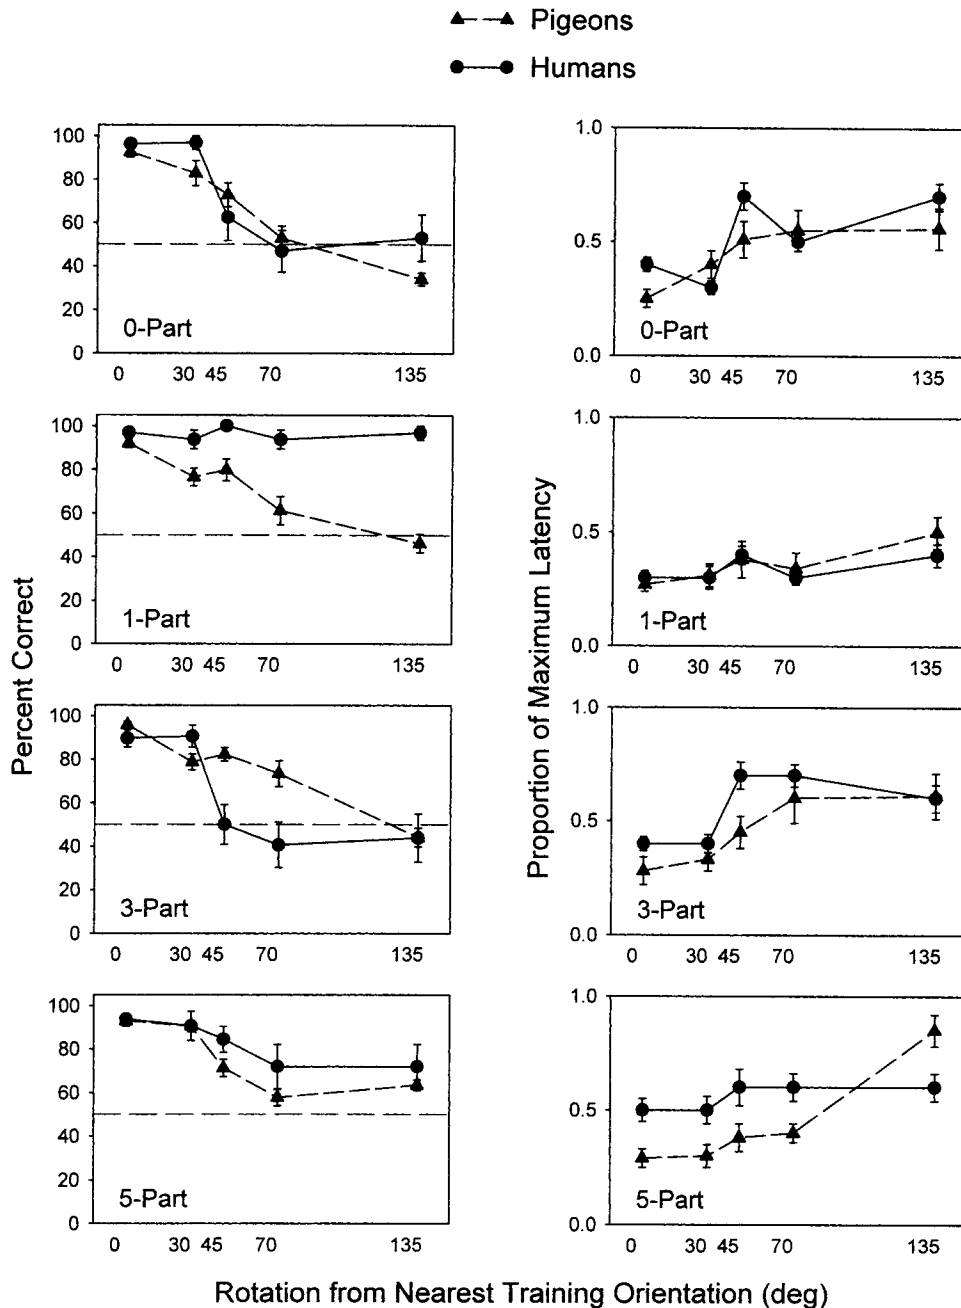 Pigeons
Humans
Percent Correct
100
80
60
40
20
0
0-Part
0 30 45 70 135
100
80
60
40
20
0
1-Part
0 30 45 70 135
100
80
60
40
20
0
3-Part
0 30 45 70 135
100
80
60
40
20
0
5-Part
0 30 45 70 135
Proportion of Maximum Latency
1.0
0.5
0.0
0-Part
0 30 45 70 135
1.0
0.5
0.0
1-Part
0 30 45 70 135
1.0
0.5
0.0
3-Part
0 30 45 70 135
1.0
0.5
0.0
5-Part
0 30 45 70 135
Rotation from Nearest Training Orientation (deg)